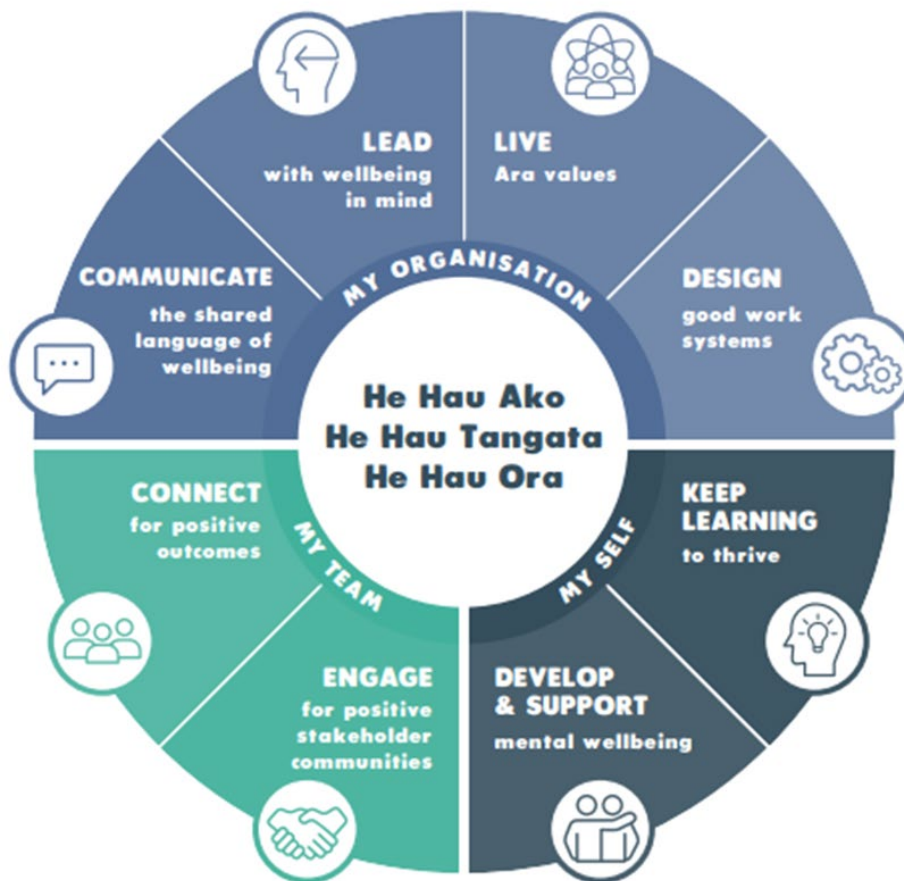 LEAD
with wellbeing
in mind
LIVE
Ara values
COMMUNICATE
the shared
language of
wellbeing
MY ORGANISATION
DESIGN
good work
systems
He Hau Ako
He Hau Tangata
He Hau Ora
CONNECT
for positive
outcomes
MY TEAM
MY SELF
KEEP
LEARNING
to thrive
ENGAGE
for positive
stakeholder
communities
DEVELOP
& SUPPORT
mental wellbeing